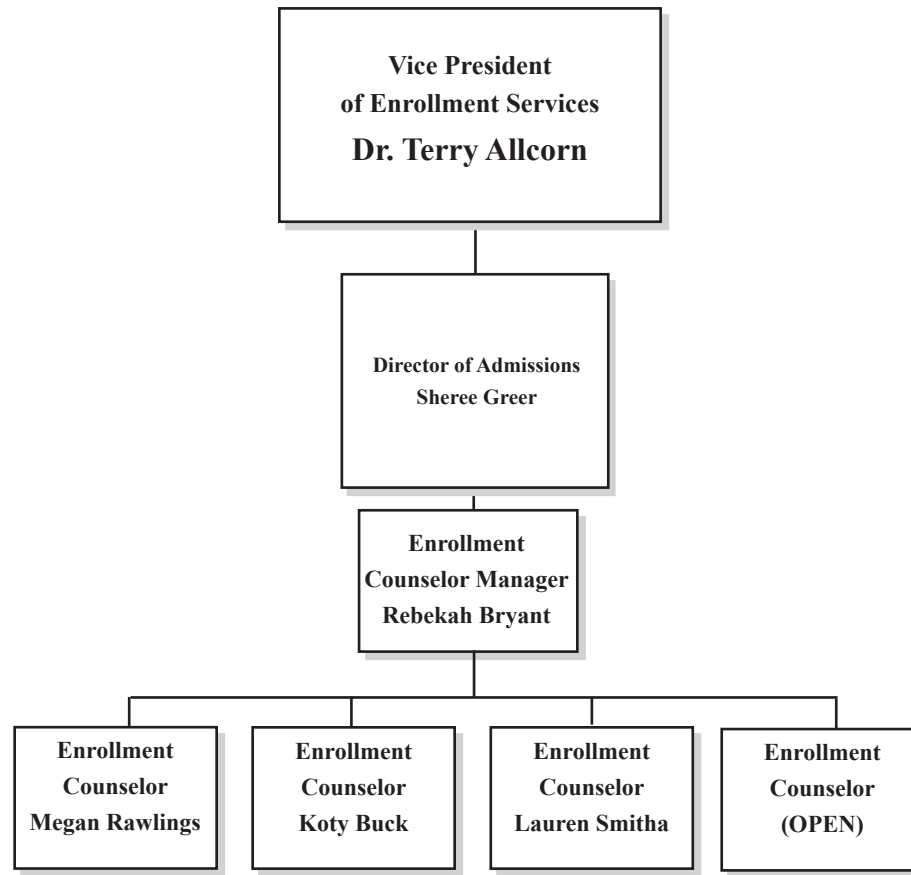 Vice President
of Enrollment Services
Dr. Terry Allcorn
Director of Admissions
Sheree Greer
Enrollment
Counselor Manager
Rebekah Bryant
Enrollment
Counselor
Megan Rawlings
Enrollment
Counselor
Koty Buck
Enrollment
Counselor
Lauren Smitha
Enrollment
Counselor
(OPEN)